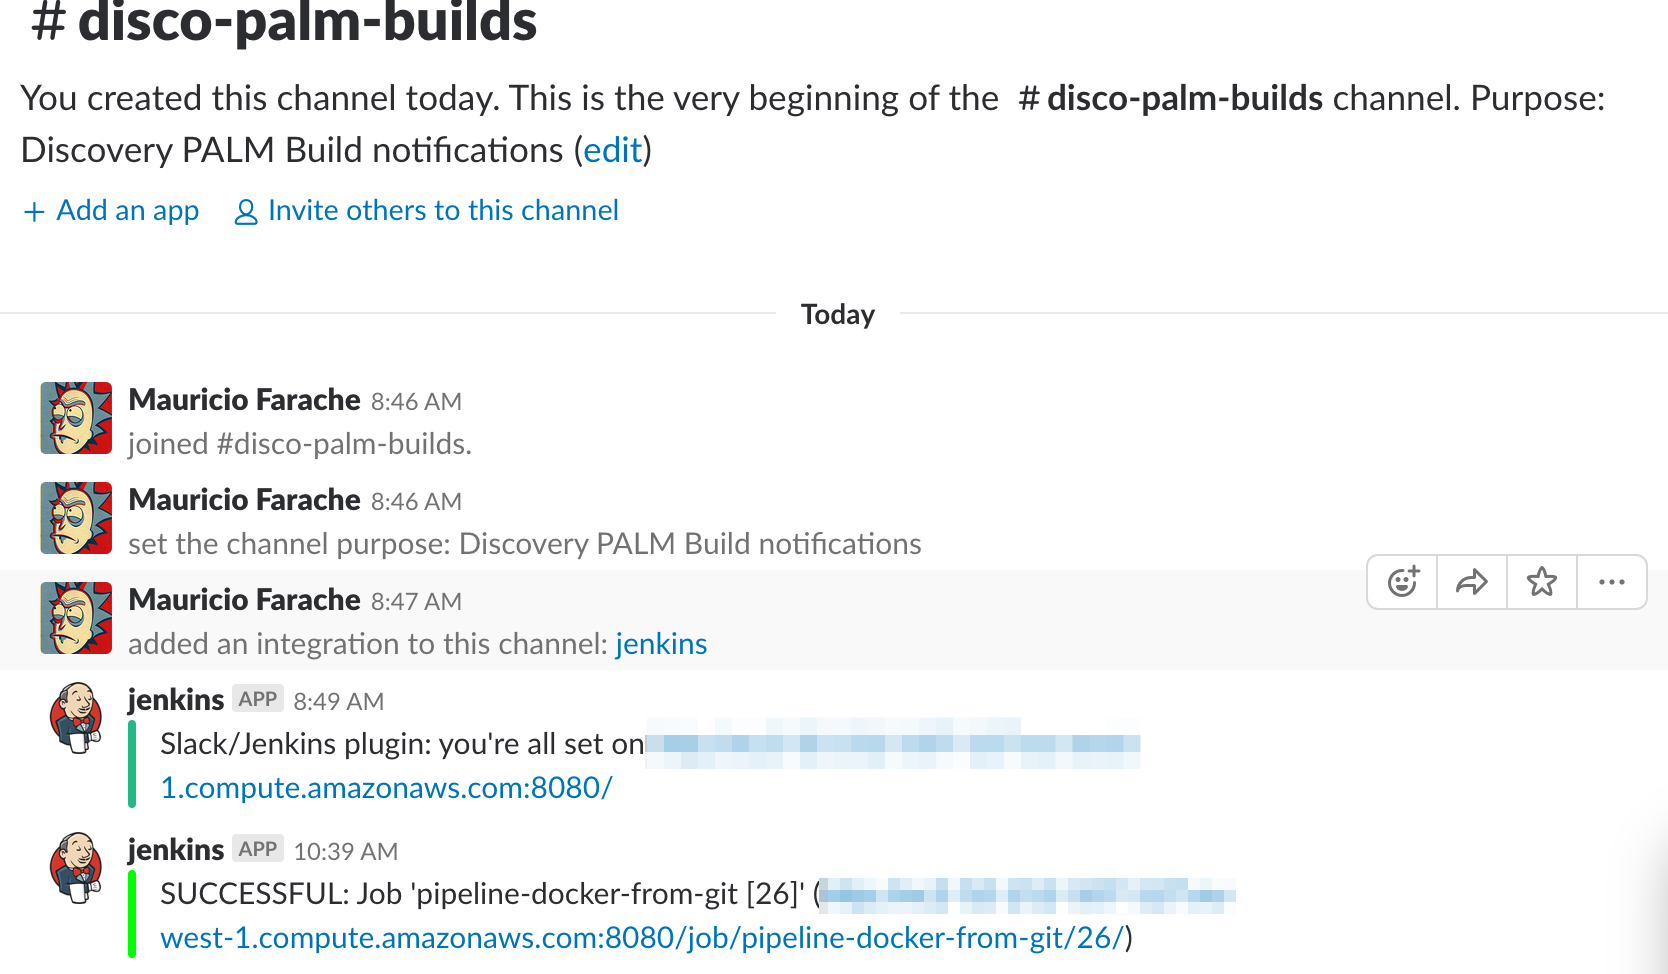 # disco-palm-builds
You created this channel today. This is the very beginning of the # disco-palm-builds channel. Purpose:
Discovery PALM Build notifications (edit)
+ Add an app Invite others to this channel
Today
Mauricio Farache 8:46 AM
joined #disco-palm-builds.
Mauricio Farache 8:46 AM
set the channel purpose: Discovery PALM Build notifications
Mauricio Farache 8:47 AM
added an integration to this channel: jenkins
jenkins APP 8:49 AM
Slack/Jenkins plugin: you're all set on
1.compute.amazonaws.com:8080/
jenkins APP 10:39 AM
SUCCESSFUL: Job 'pipeline-docker-from-git [26]' (
west-1.compute.amazonaws.com:8080/job/pipeline-docker-from-git/26/)